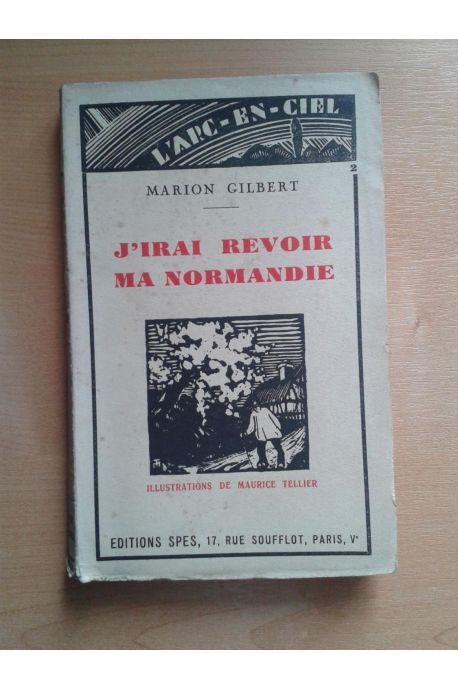 L'ARC-EN-CIEL
2
MARION GILBERT
J'IRAI REVOIR
MA NORMANDIE
ILLUSTRATIONS DE MAURICE TELLIER
EDITIONS SPES, 17, RUE SOUFFLOT, PARIS, Ve